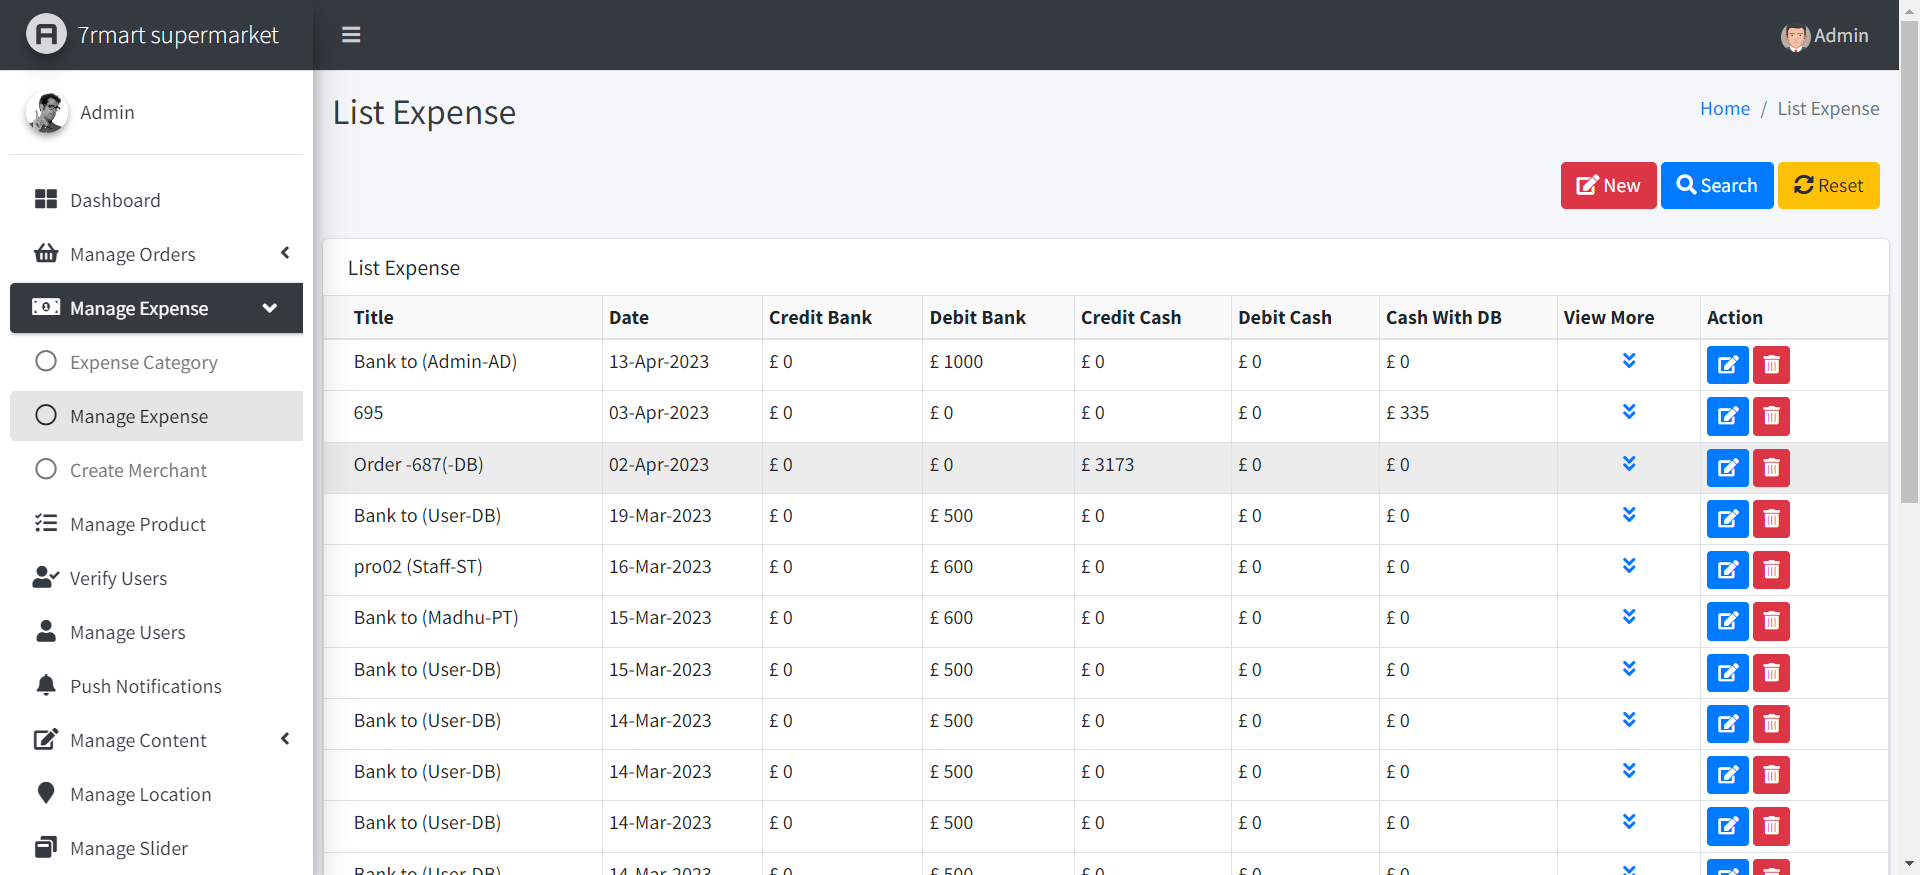 7rmart supermarket
Admin
Admin
List Expense
Home / List Expense
Dashboard
Manage Orders
Manage Expense
Expense Category
Manage Expense
Create Merchant
Manage Product
Verify Users
Manage Users
Push Notifications
Manage Content
Manage Location
Manage Slider
New Search Reset
List Expense
Title Date Credit Bank Debit Bank Credit Cash Debit Cash Cash With DB View More Action
Bank to (Admin-AD) 13-Apr-2023 £ 0 £ 1000 £ 0 £ 0 £ 0
695 03-Apr-2023 £ 0 £ 0 £ 0 £ 0 £ 335
Order -687(-DB) 02-Apr-2023 £ 0 £ 0 £ 3173 £ 0 £ 0
Bank to (User-DB) 19-Mar-2023 £ 0 £ 500 £ 0 £ 0 £ 0
pro02 (Staff-ST) 16-Mar-2023 £ 0 £ 600 £ 0 £ 0 £ 0
Bank to (Madhu-PT) 15-Mar-2023 £ 0 £ 600 £ 0 £ 0 £ 0
Bank to (User-DB) 15-Mar-2023 £ 0 £ 500 £ 0 £ 0 £ 0
Bank to (User-DB) 14-Mar-2023 £ 0 £ 500 £ 0 £ 0 £ 0
Bank to (User-DB) 14-Mar-2023 £ 0 £ 500 £ 0 £ 0 £ 0
Bank to (User-DB) 14-Mar-2023 £ 0 £ 500 £ 0 £ 0 £ 0
Bank to (User-DB) 14-Mar-2023 £ 0 £ 500 £ 0 £ 0 £ 0